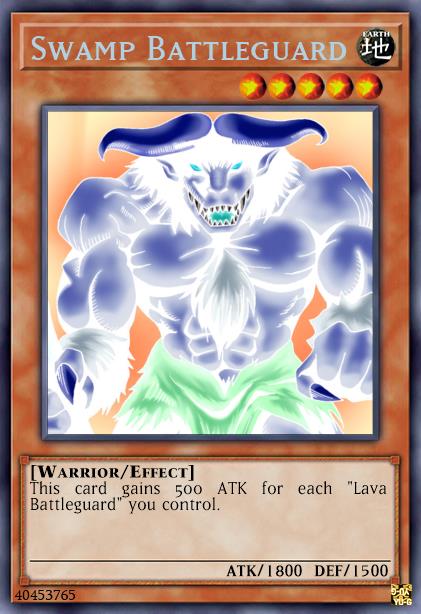 Swamp Battleguard
EARTH
地
[Warrior/Effect]
This card gains 500 ATK for each "Lava
Battleguard" you control.
ATK/1800 DEF/1500
40453765